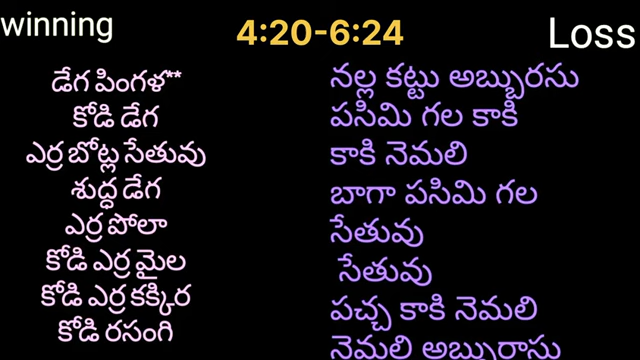 winning
4:20-6:24
Loss
డేగ పింగళ**
కోడి డేగ
ఎర్ర బోట్ల సేతువు
శుద్ధ డేగ
ఎర్ర పోలా
కోడి ఎర్ర మైల
కోడి ఎర్ర కక్కిర
కోడి రసంగి
నల్ల కట్టు అబ్బురసు
పసిమి గల కాకి
కాకి నెమలి
బాగా పసిమి గల
సేతువు
సేతువు
పచ్చ కాకి నెమలి
నెమలి అబ్బురాసు